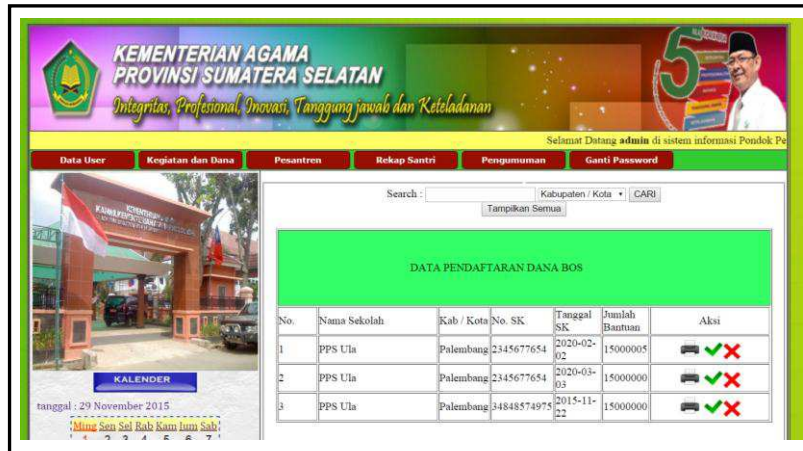 KEMENTERIAN AGAMA
PROVINSI SUMATERA SELATAN
Integritas, Profesional, Inovasi, Tanggung jawab dan Keteladanan
5
Selamat Datang admin di sistem informasi Pondok Pe
Data User Kegiatan dan Dana Pesantren Rekap Santri Pengumuman Ganti Password
Search : Kabupaten / Kota CARI
Tampilkan Semua
DATA PENDAFTARAN DANA BOS
No. Nama Sekolah Kab / Kota No. SK Tanggal SK Jumlah Bantuan Aksi
1 PPS Ula Palembang 2345677654 2020-02-02 15000005
2 PPS Ula Palembang 2345677654 2020-03-03 15000000
3 PPS Ula Palembang 34848574975 2015-11-22 15000000
KALENDER
tanggal : 29 November 2015
Ming Sen Sel Rab Kam Jum Sab
1 2 3 4 5 6 7